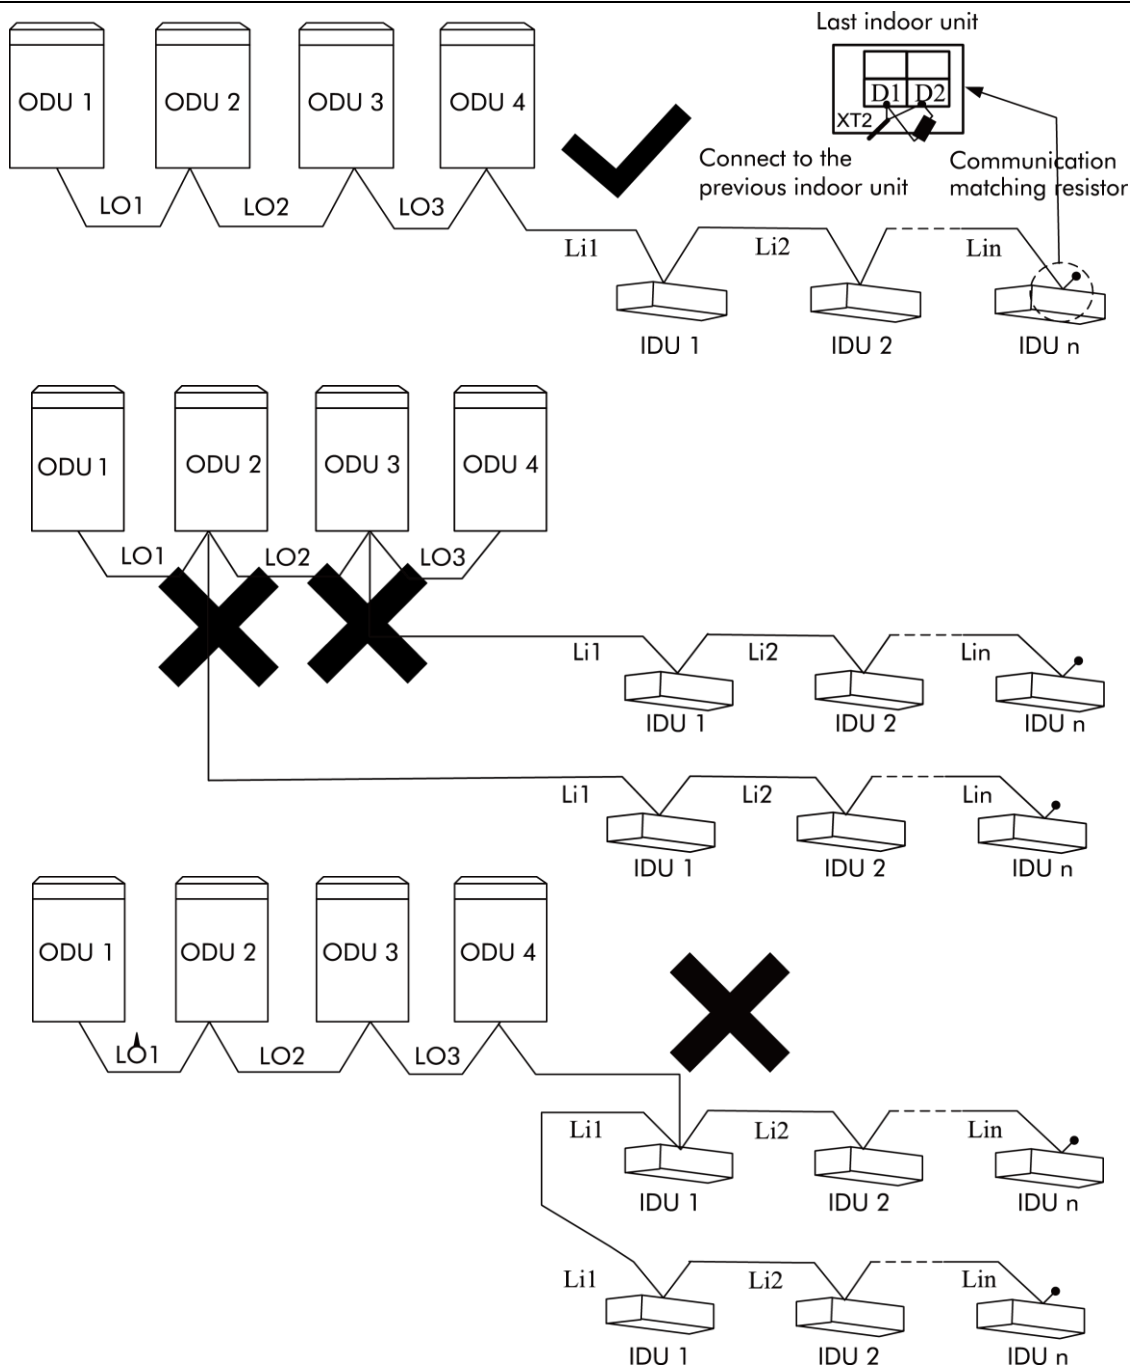 Last indoor unit
ODU 1 ODU 2 ODU 3 ODU 4
D1 D2
XT2
Connect to the
previous indoor unit
Communication
matching resistor
LO1 LO2 LO3
Li1 Li2 Lin
IDU 1 IDU 2 IDU n
ODU 1 ODU 2 ODU 3 ODU 4
LO1 LO2 LO3
Li1 Li2 Lin
IDU 1 IDU 2 IDU n
Li1 Li2 Lin
IDU 1 IDU 2 IDU n
ODU 1 ODU 2 ODU 3 ODU 4
LO1 LO2 LO3
Li1 Li2 Lin
IDU 1 IDU 2 IDU n
Li1 Li2 Lin
IDU 1 IDU 2 IDU n